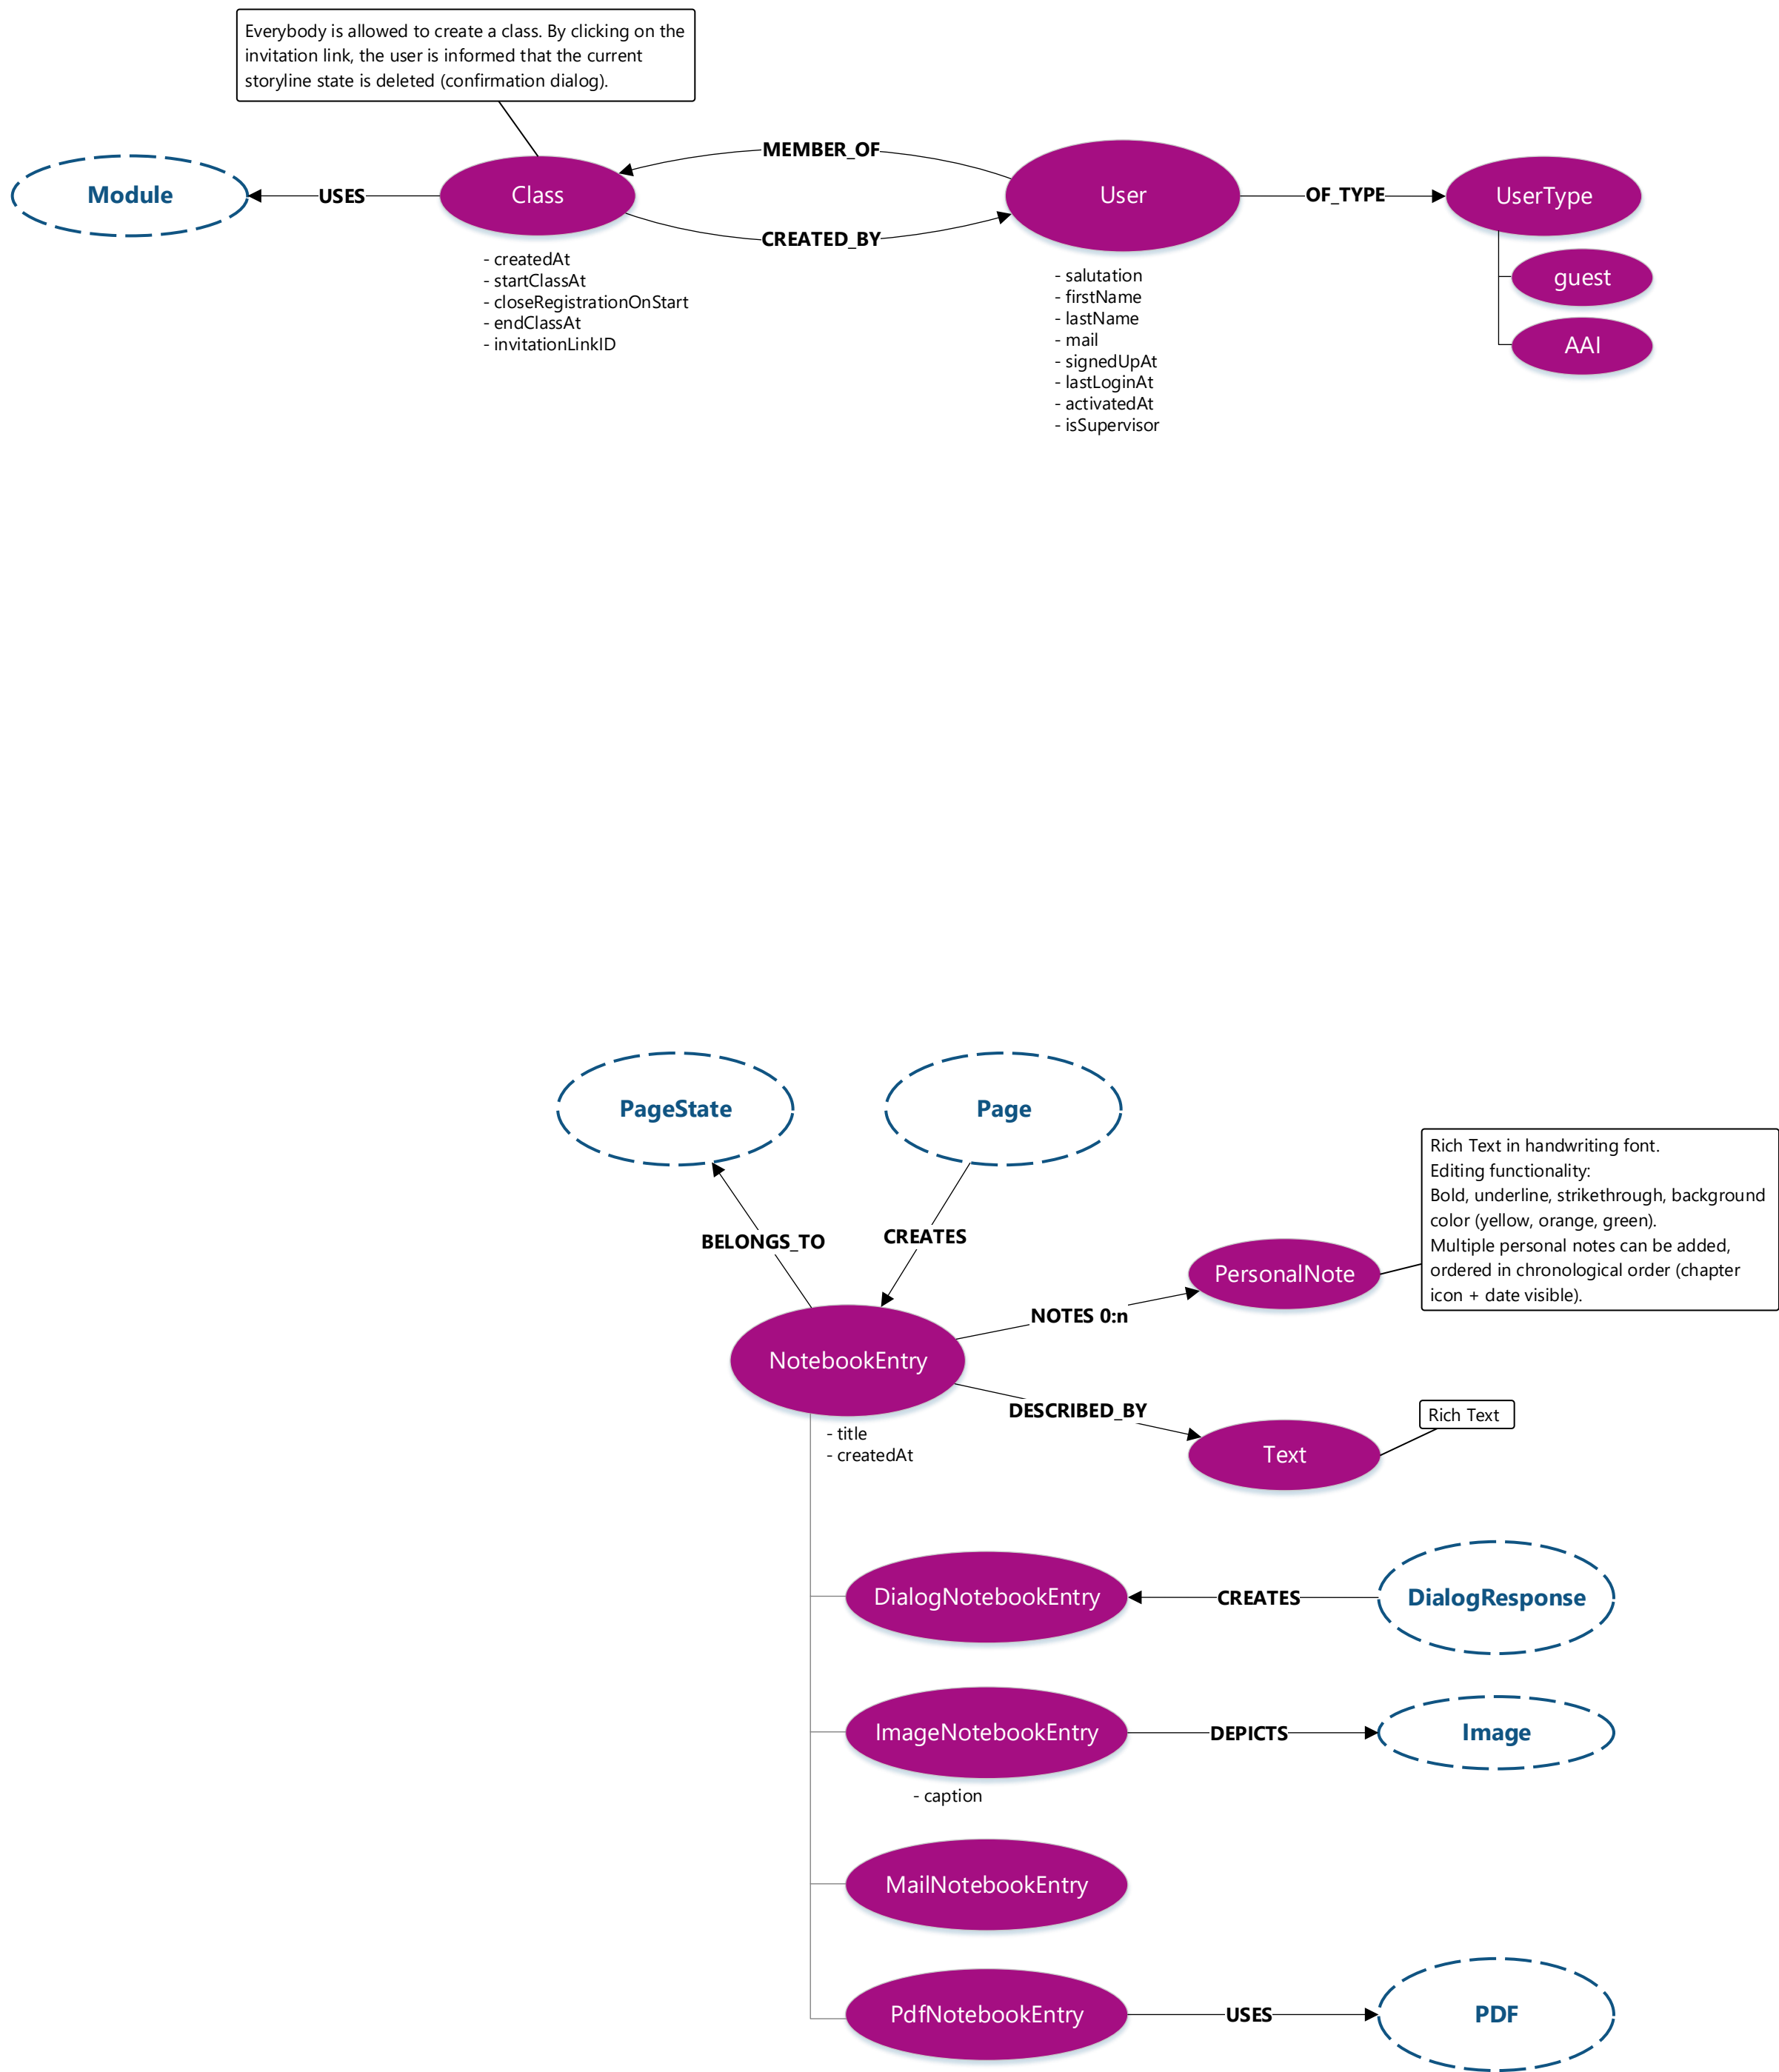 Everybody is allowed to create a class. By clicking on the
invitation link, the user is informed that the current
storyline state is deleted (confirmation dialog).
MEMBER_OF
Module
USES
Class
User
OF_TYPE
UserType
CREATED_BY
- createdAt
- startClassAt
- closeRegistrationOnStart
- endClassAt
- invitationLinkID
- salutation
- firstName
- lastName
- mail
- signedUpAt
- lastLoginAt
- activatedAt
- isSupervisor
guest
AAI
PageState
Page
BELONGS_TO
CREATES
Rich Text in handwriting font.
Editing functionality:
Bold, underline, strikethrough, background
color (yellow, orange, green).
Multiple personal notes can be added,
ordered in chronological order (chapter
icon + date visible).
PersonalNote
NOTES 0:n
NotebookEntry
DESCRIBED_BY
Rich Text
Text
- title
- createdAt
DialogNotebookEntry
CREATES
DialogResponse
ImageNotebookEntry
DEPICTS
Image
- caption
MailNotebookEntry
PdfNotebookEntry
USES
PDF